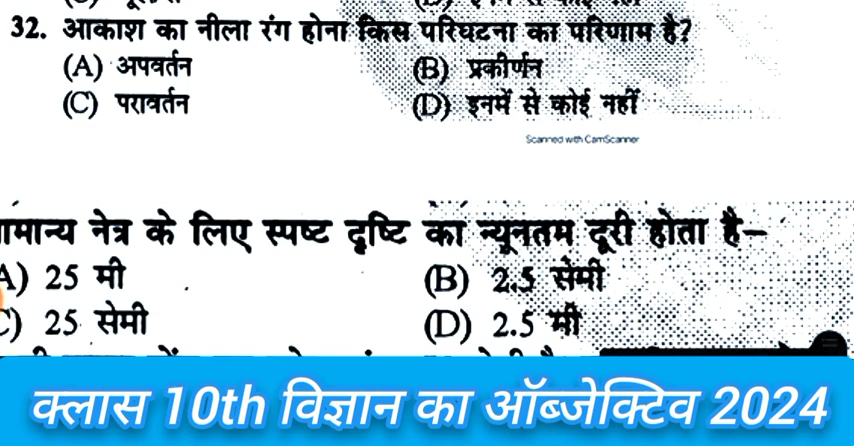 32. आकाश का नीला रंग होना किस परिघटना का परिणाम है?
(A) अपवर्तन (B) प्रकीर्णन
(C) परावर्तन (D) इनमें से कोई नहीं
Scanned with CamScanner
नेत्र के लिए स्पष्ट दृष्टि का न्यूनतम दूरी होता है–
A) 25 मी (B) 2.5 सेमी
C) 25 सेमी (D) 2.5 मी
क्लास 10th विज्ञान का ऑब्जेक्टिव 2024